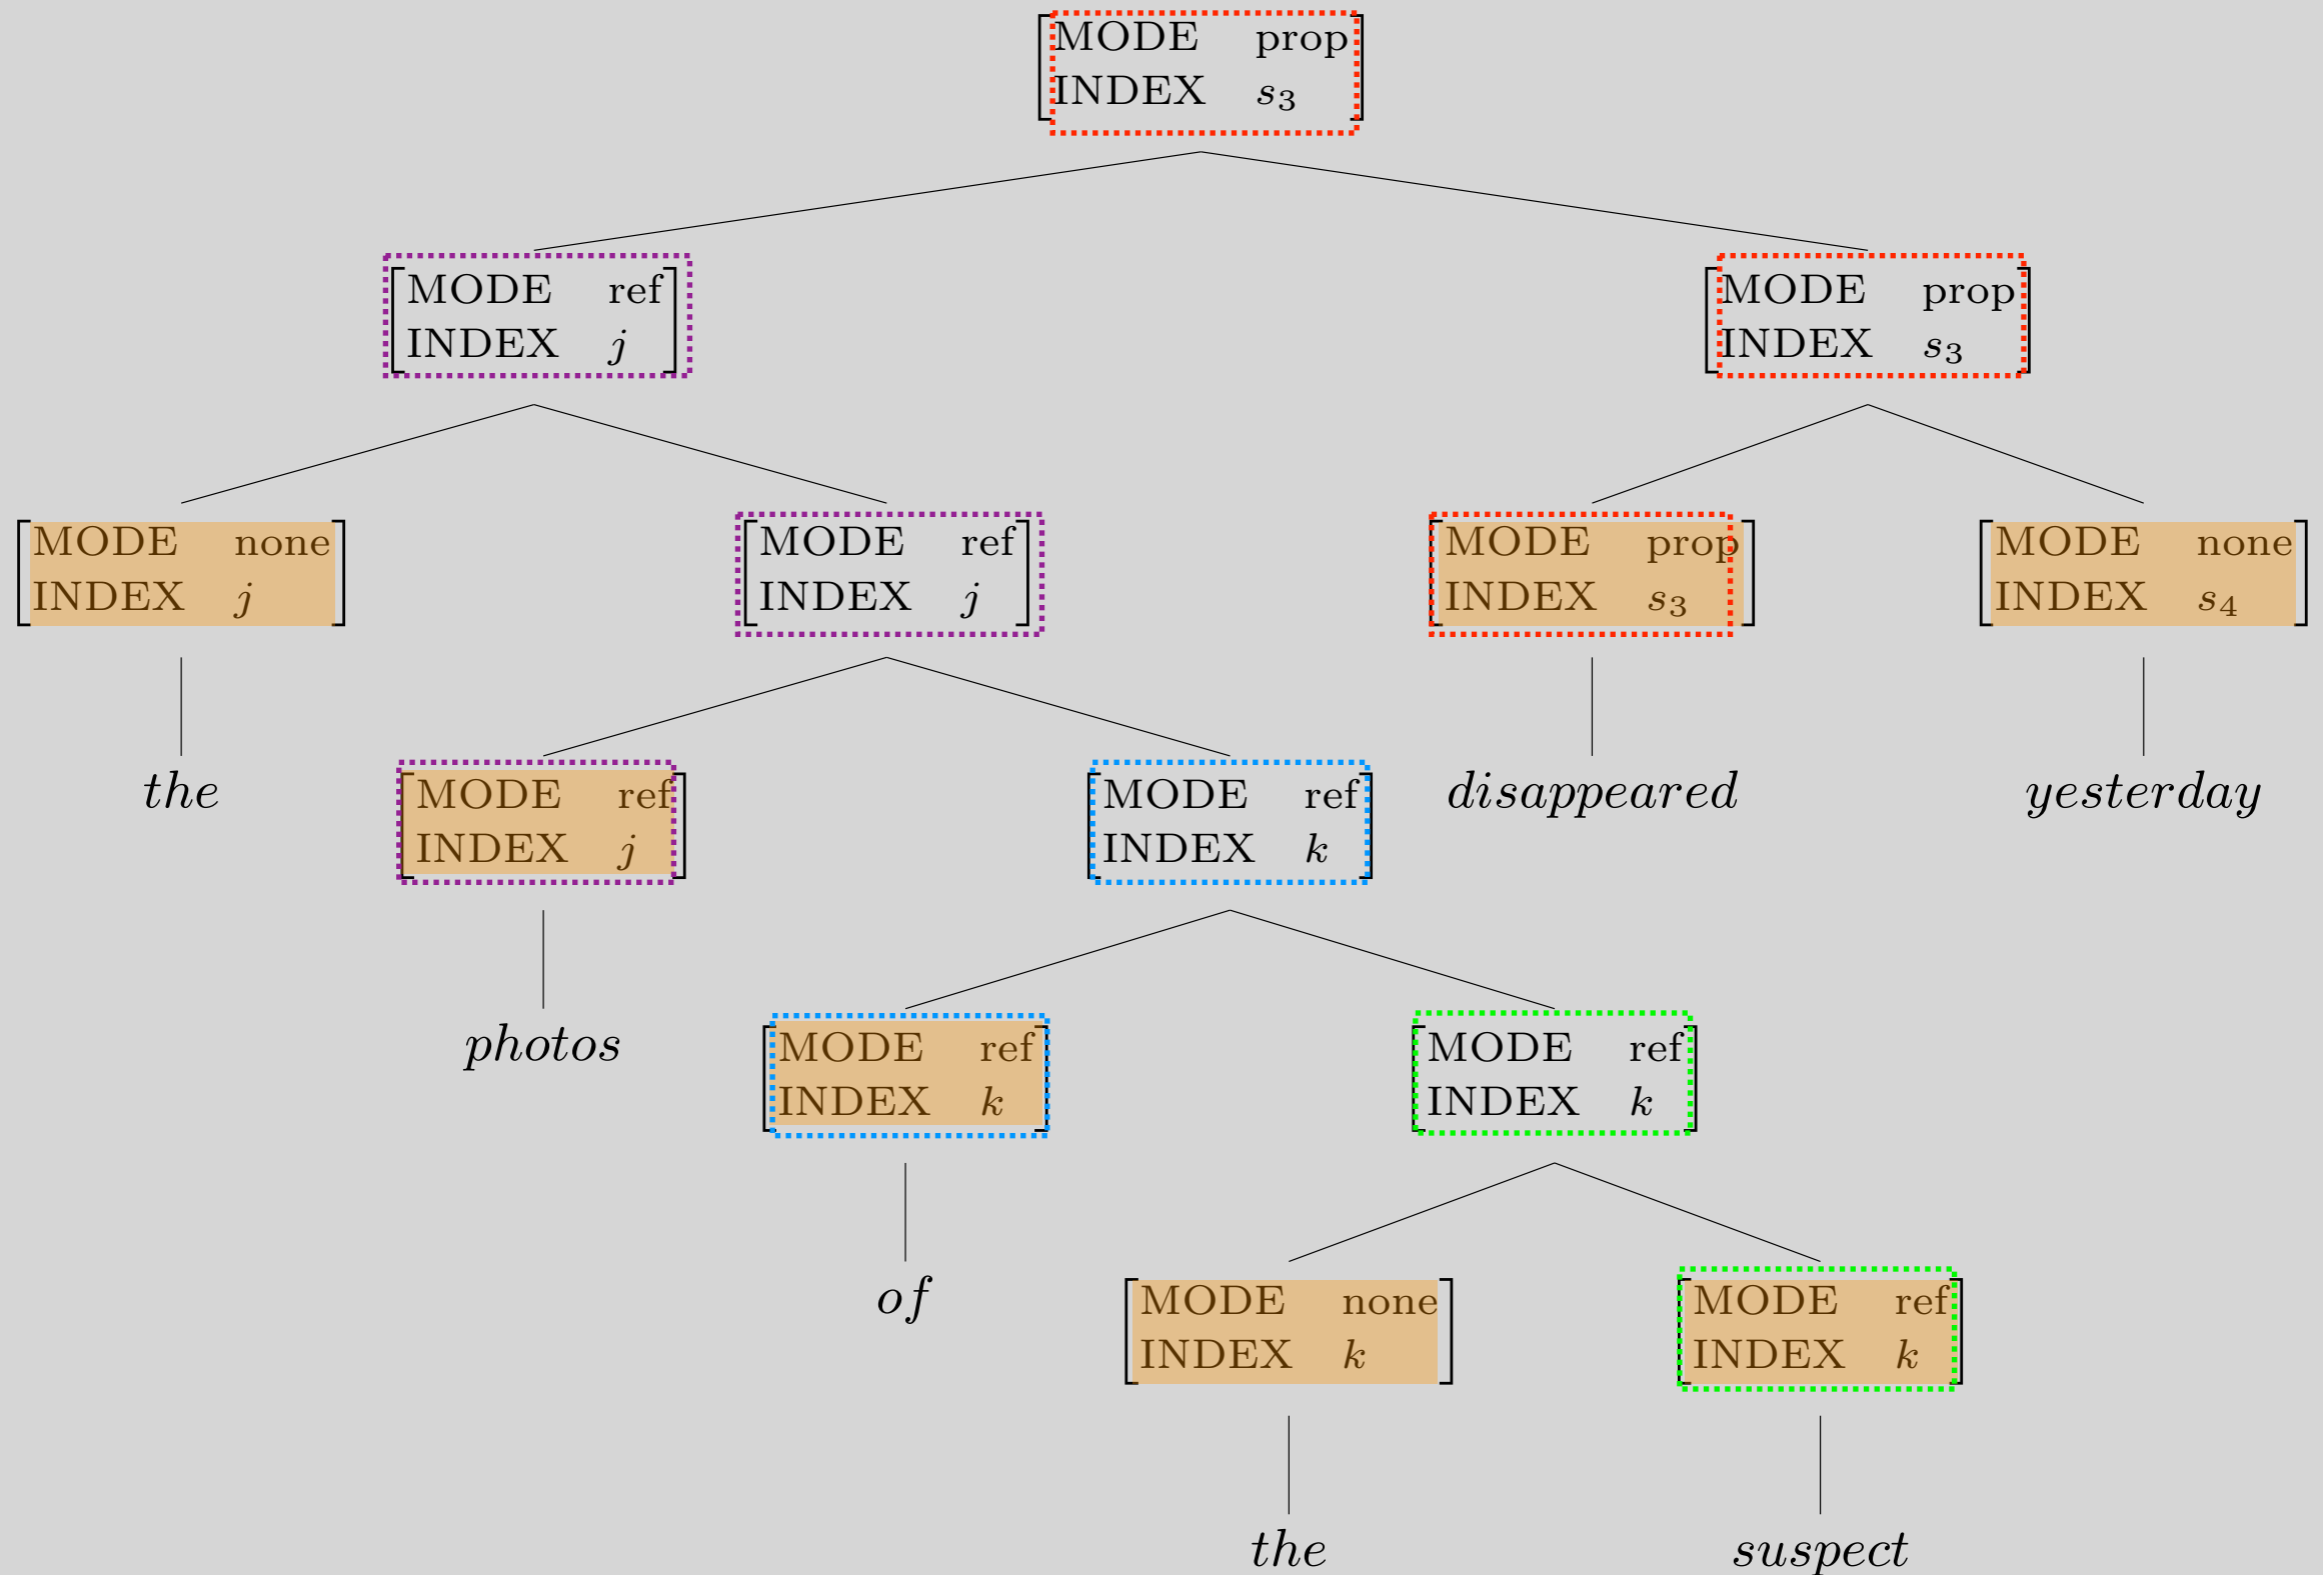 MODE prop
INDEX s₃
MODE ref
INDEX j
MODE prop
INDEX s₃
MODE none
INDEX j
MODE ref
INDEX j
MODE prop
INDEX s₃
MODE none
INDEX s₄
the
MODE ref
INDEX j
MODE ref
INDEX k
disappeared
yesterday
photos
MODE ref
INDEX k
MODE ref
INDEX k
of
MODE none
INDEX k
MODE ref
INDEX k
the
suspect